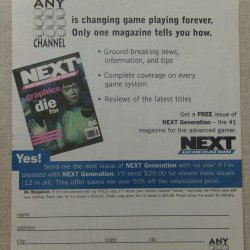 ANY
CHANNEL
is changing game playing forever.
Only one magazine tells you how.
• Ground-breaking news,
information, and tips
• Complete coverage on every
game system
• Reviews of the latest titles
NEXT
GENERATION
graphics
to
die for
Get a FREE issue of
NEXT Generation – the #1
magazine for the advanced gamer.
NEXT
GENERATION
Yes!
Send me the next issue of NEXT Generation with no risk! If I'm
pleased with NEXT Generation, I'll send $29.00 for eleven more issues
(12 in all). This offer saves me over 50% off the newsstand price.
name
address
city
state
zip
ANY